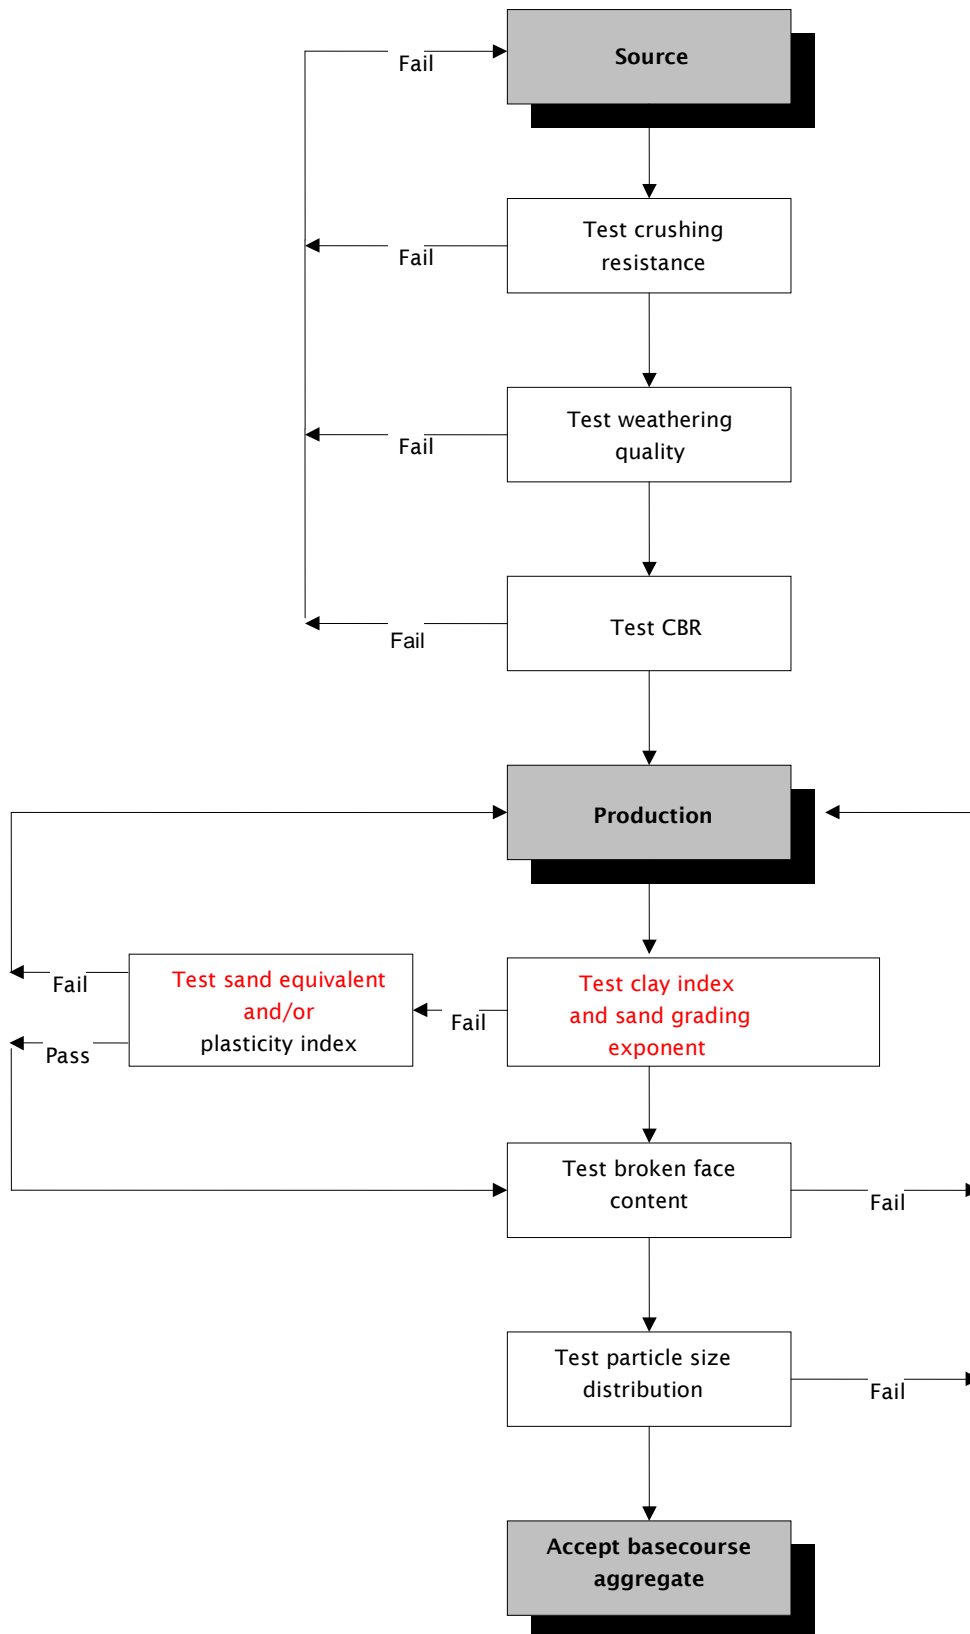 Source
Fail
Test crushing
resistance
Fail
Test weathering
quality
Fail
Test CBR
Fail
Production
Test sand equivalent
and/or
plasticity index
Fail
Pass
Test clay index
and sand grading
exponent
Fail
Test broken face
content
Fail
Test particle size
distribution
Fail
Accept basecourse
aggregate